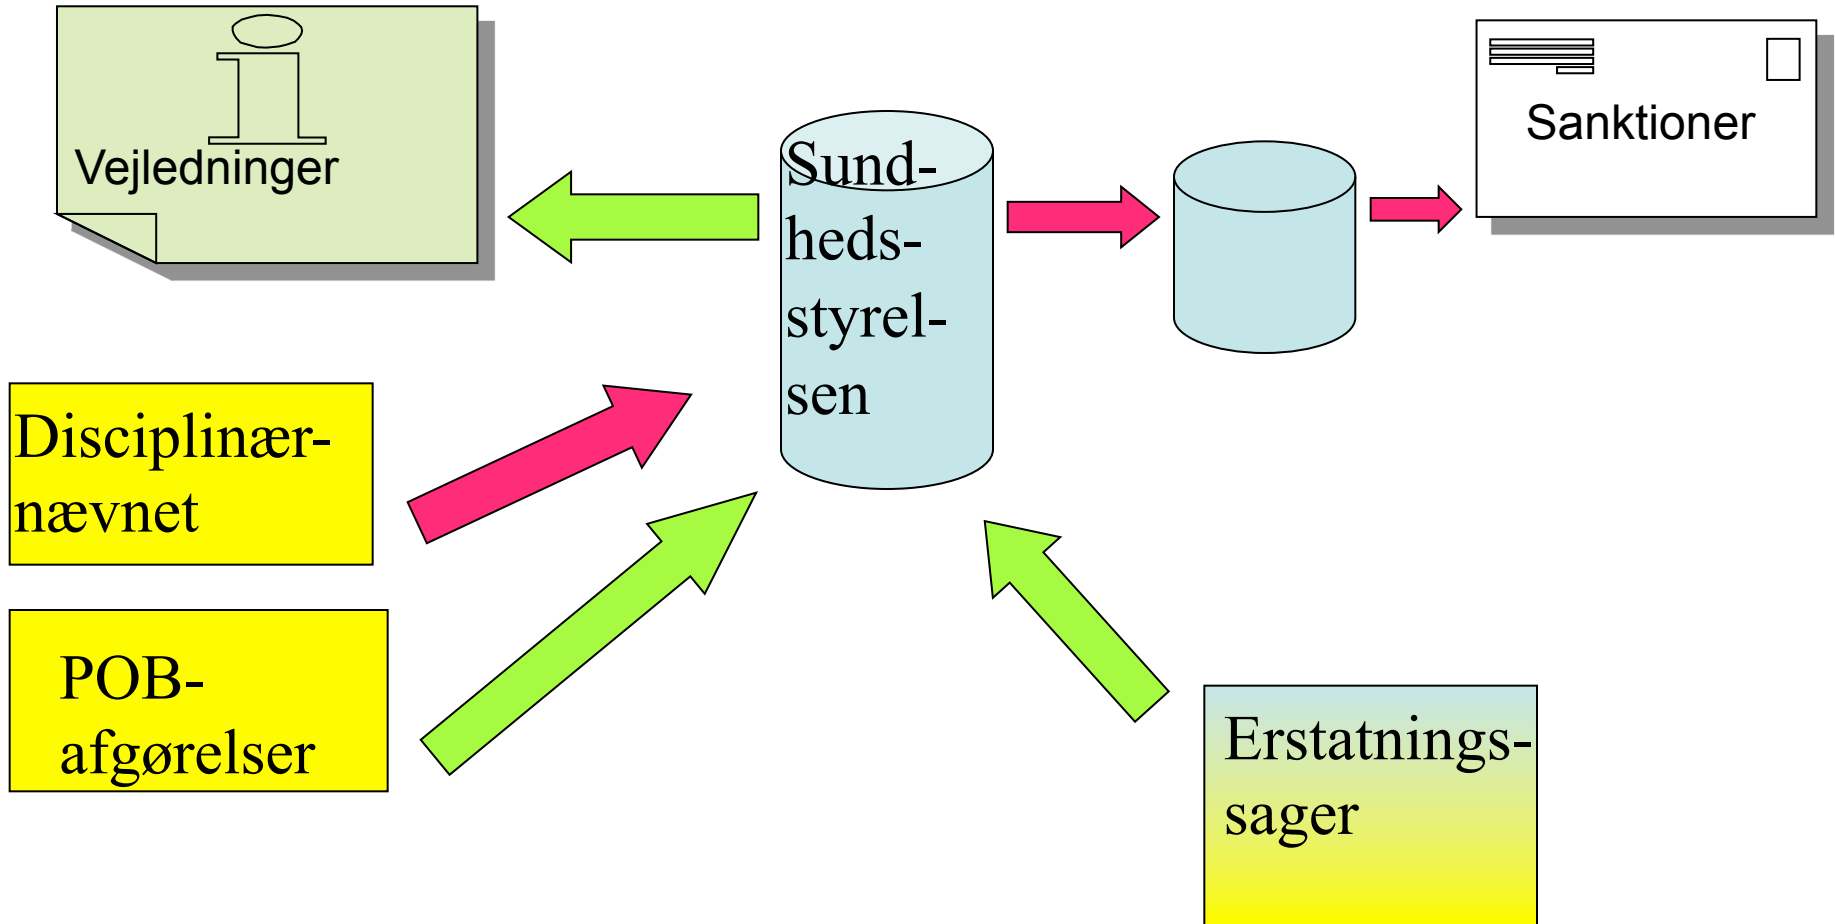 Vejledninger
Sund-
heds-
styrel-
sen
Sanktioner
Disciplinær-
nævnet
POB-
afgørelser
Erstatnings-
sager